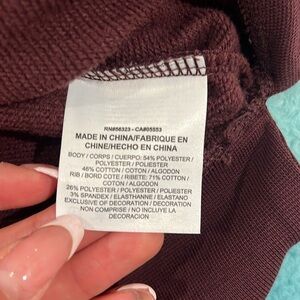 RN#56323 - CA#05553
MADE IN CHINA/FABRIQUE EN
CHINE/HECHO EN CHINA
BODY / CORPS / CUERPO: 54% POLYESTER /
POLYESTER / POLIESTER
46% COTTON / COTON / ALGODON
RIB / BORD COTE / RIBETE: 71% COTTON /
COTON / ALGODON
26% POLYESTER / POLYESTER / POLIESTER
3% SPANDEX / ELASTHANNE / ELASTANO
EXCLUSIVE OF DECORATION / DECORATION
NON INCLUSE / NO INCLUYE LA
DECORACION